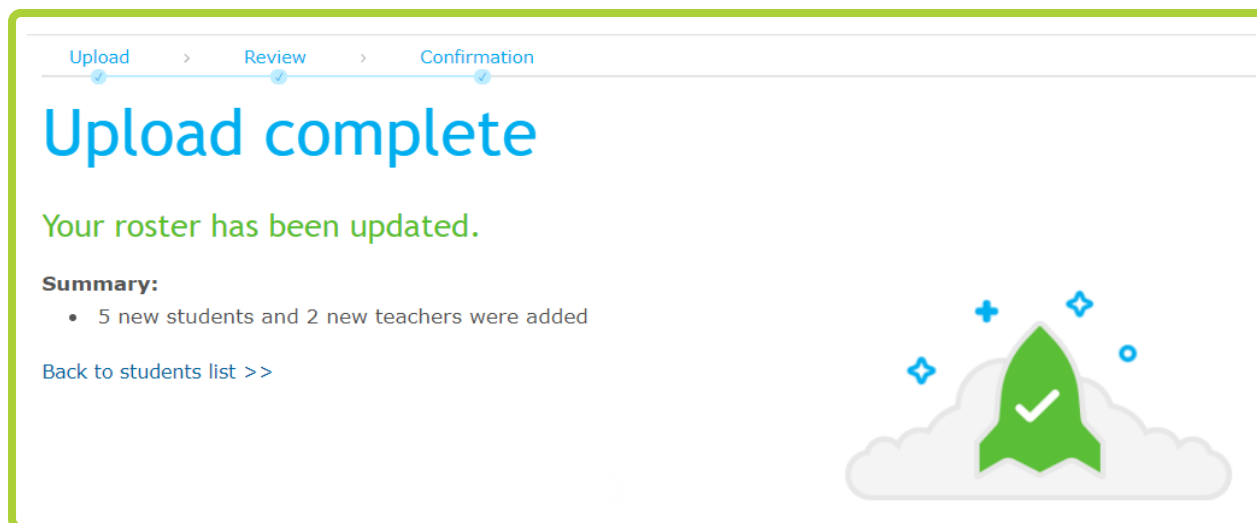 Upload > Review > Confirmation
Upload complete
Your roster has been updated.
Summary:
• 5 new students and 2 new teachers were added
Back to students list >>